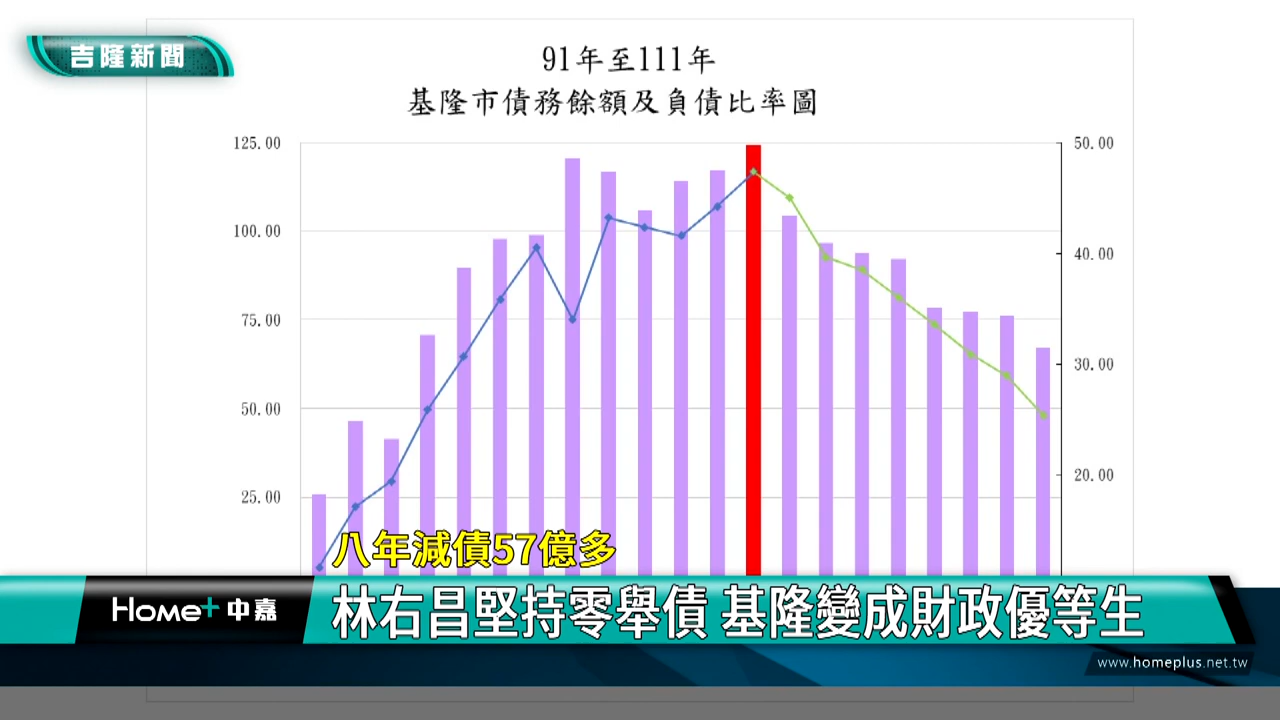 吉隆新聞
91年至111年
基隆市債務餘額及負債比率圖
125.00
100.00
75.00
50.00
25.00
50.00
40.00
30.00
20.00
八年減債57億多
Home+中嘉
林右昌堅持零舉債 基隆變成財政優等生
www.homeplus.net.tw